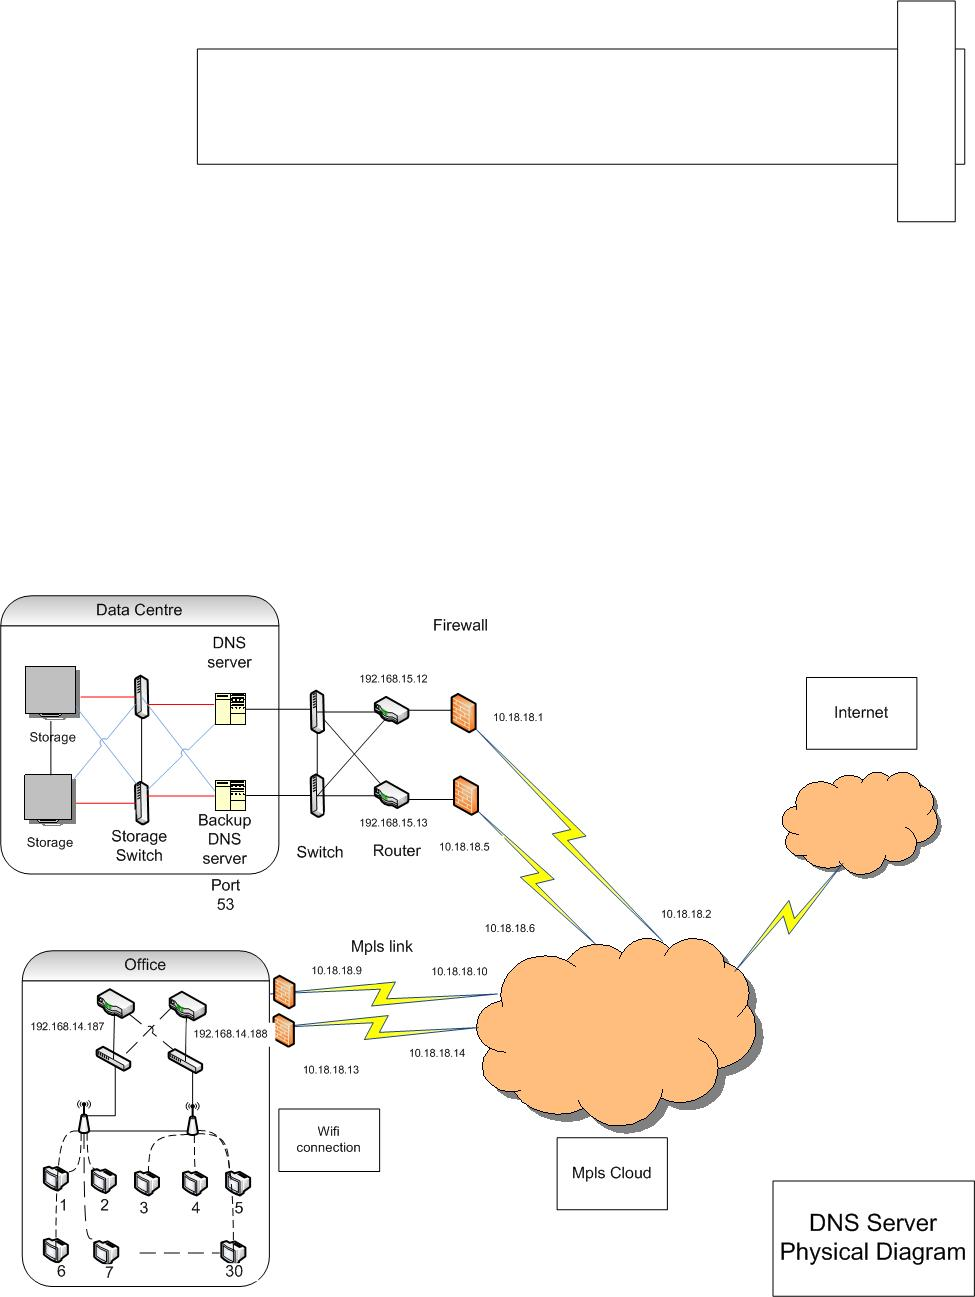 Data Centre
DNS
server
Storage
Storage
Storage
Switch
Backup
DNS
server
Port
53
Switch
192.168.15.12
192.168.15.13
Router
Firewall
10.18.18.1
10.18.18.5
10.18.18.6
10.18.18.2
Internet
Office
192.168.14.187
192.168.14.188
1
2
3
4
5
6
7
30
Mpls link
10.18.18.9
10.18.18.10
10.18.18.14
10.18.18.13
Wifi
connection
Mpls Cloud
DNS Server
Physical Diagram